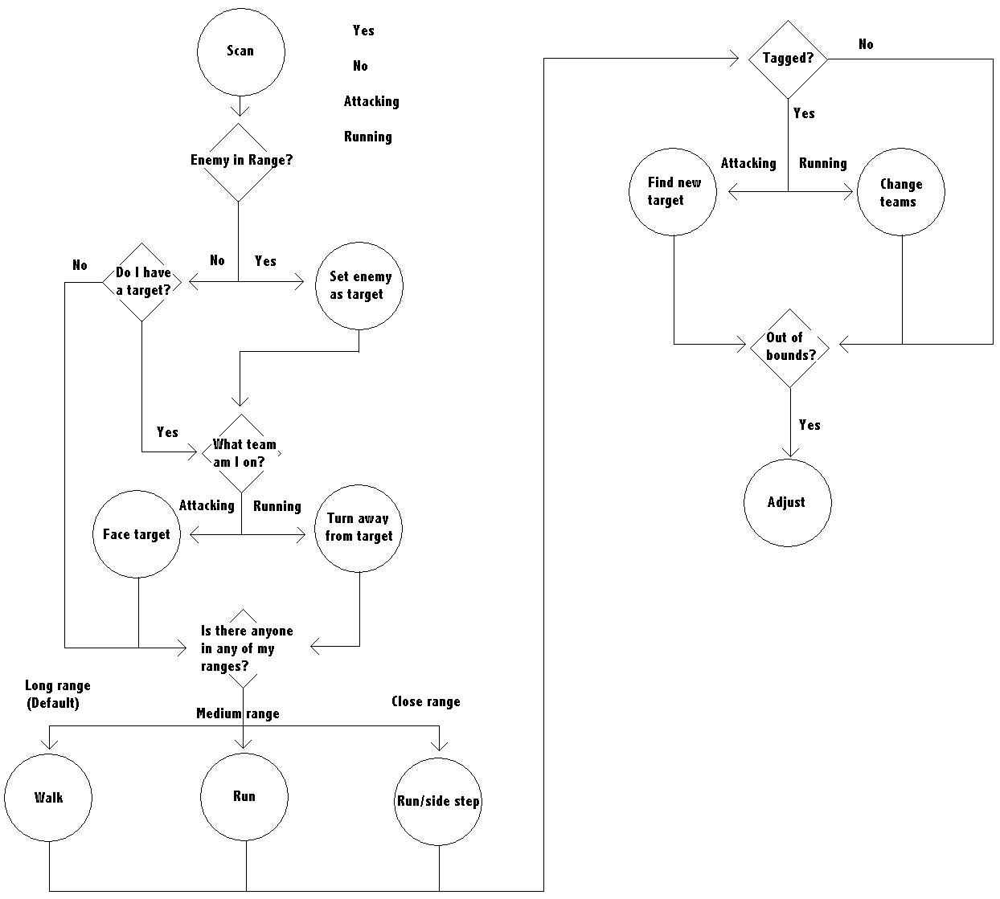 Scan
Yes
No
Attacking
Running
Enemy in Range?
No
Yes
No
Do I have
a target?
Set enemy
as target
Yes
What team
am I on?
Attacking
Running
Face target
Turn away
from target
Is there anyone
in any of my
ranges?
Long range
(Default)
Medium range
Close range
Walk
Run
Run/side step
Tagged?
No
Yes
Attacking
Running
Find new
target
Change
teams
Out of
bounds?
Yes
Adjust